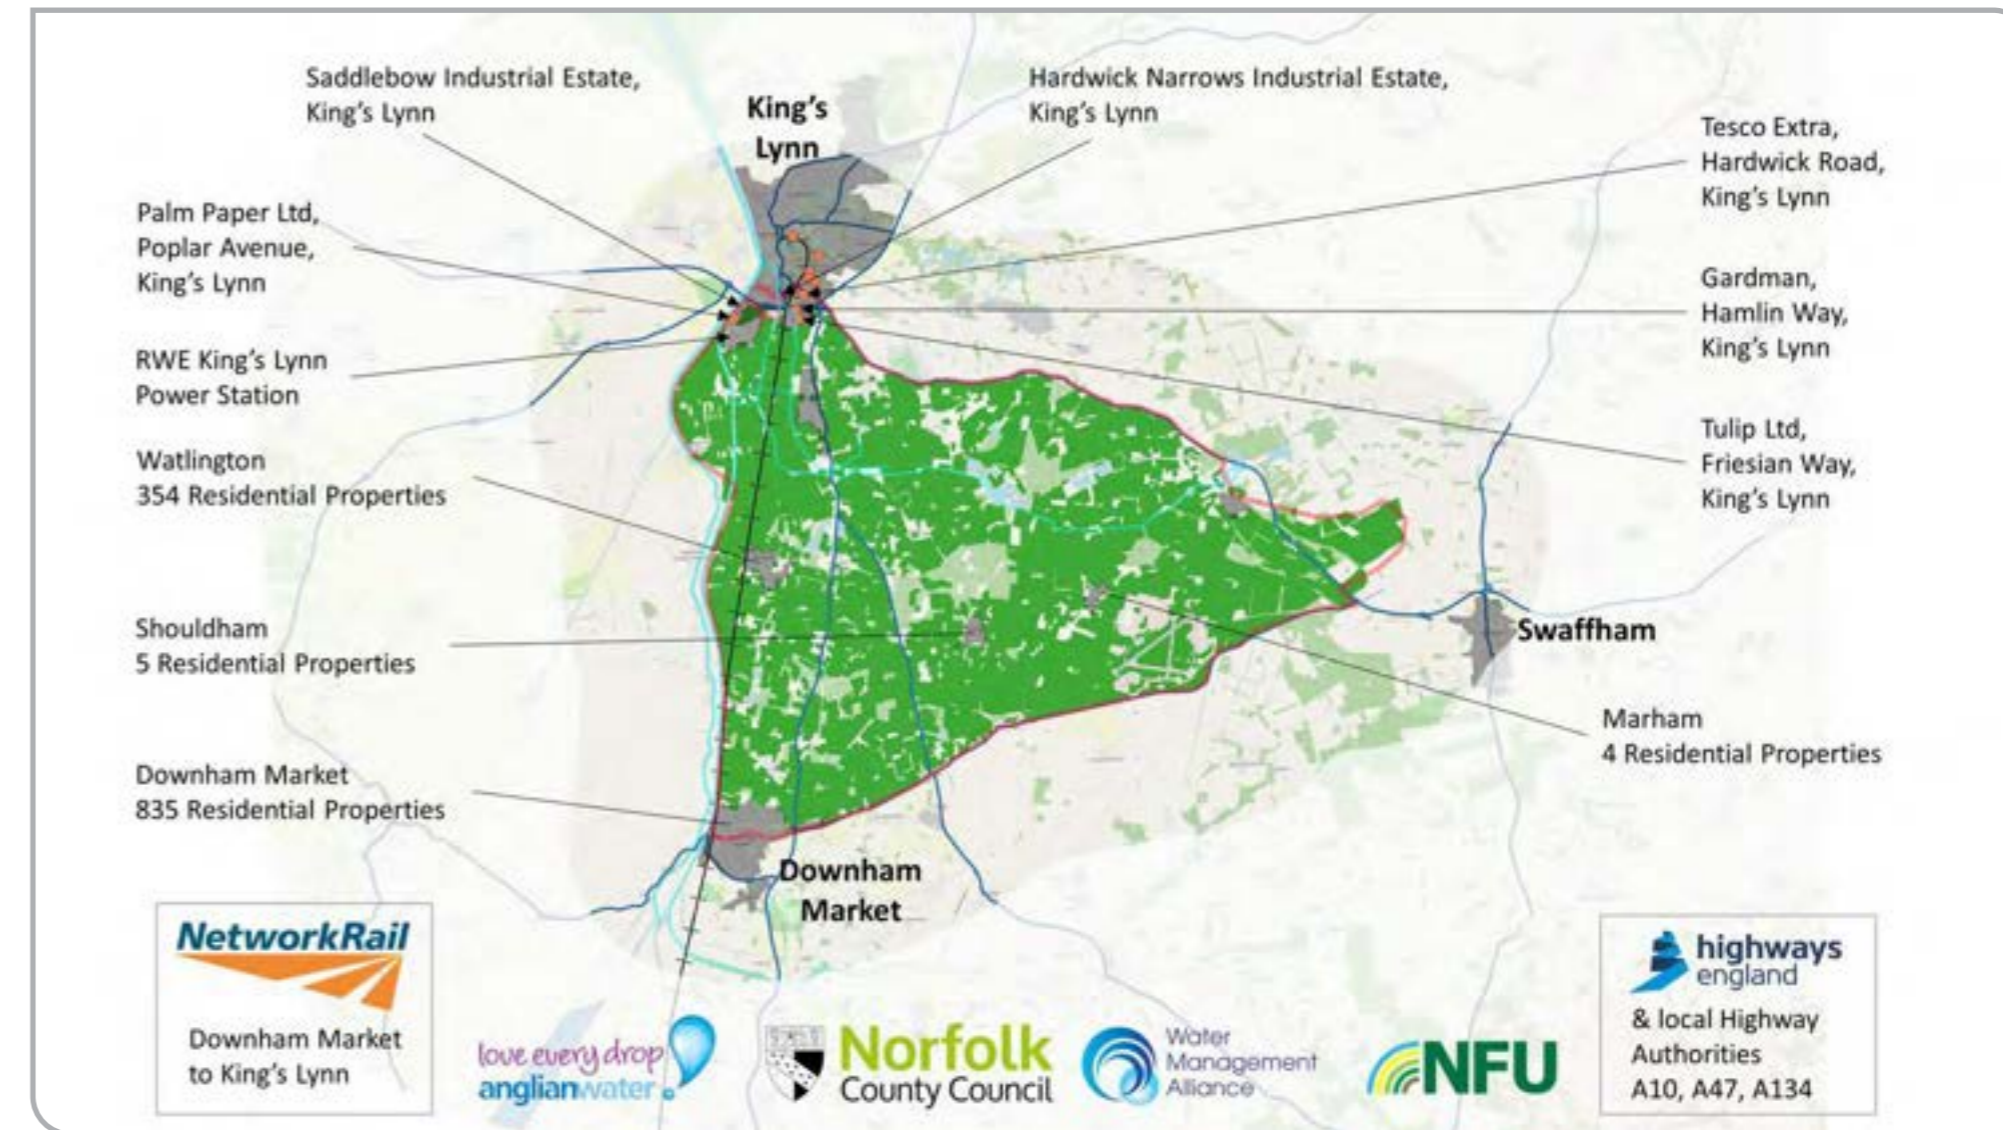 Saddlebow Industrial Estate,
King's Lynn
King's
Lynn
Hardwick Narrows Industrial Estate,
King's Lynn
Tesco Extra,
Hardwick Road,
King's Lynn
Palm Paper Ltd,
Poplar Avenue,
King's Lynn
Gardman,
Hamlin Way,
King's Lynn
RWE King's Lynn
Power Station
Tulip Ltd,
Friesian Way,
King's Lynn
Watlington
354 Residential Properties
Shouldham
5 Residential Properties
Swaffham
Marham
4 Residential Properties
Downham Market
835 Residential Properties
Downham
Market
NetworkRail
Downham Market
to King's Lynn
love every drop
anglianwater
Norfolk
County Council
Water
Management
Alliance
NFU
highways
england
& local Highway
Authorities
A10, A47, A134